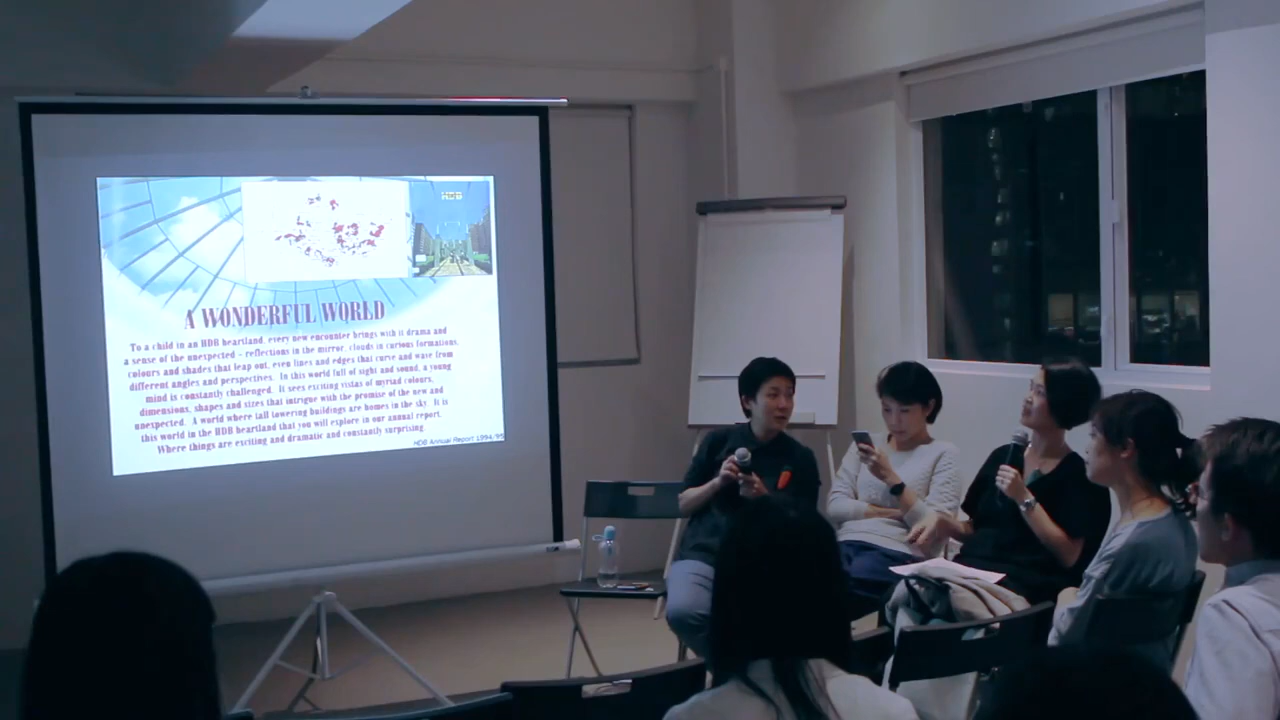 HDB
A WONDERFUL WORLD
To a child in an HDB heartland, every new encounter brings with it drama and
a sense of the unexpected - reflections in the mirror, clouds in curious formations,
colours and shades that leap out, even lines and edges that curve and wave from
different angles and perspectives. In this world full of sight and sound, a young
mind is constantly challenged. It sees exciting vistas of myriad colours,
dimensions, shapes and sizes that intrigue with the promise of the new and
unexpected. A world where tall towering buildings are homes in the sky. It is
this world in the HDB heartland that you will explore in our annual report.
Where things are exciting and dramatic and constantly surprising.
HDB Annual Report 1994/95